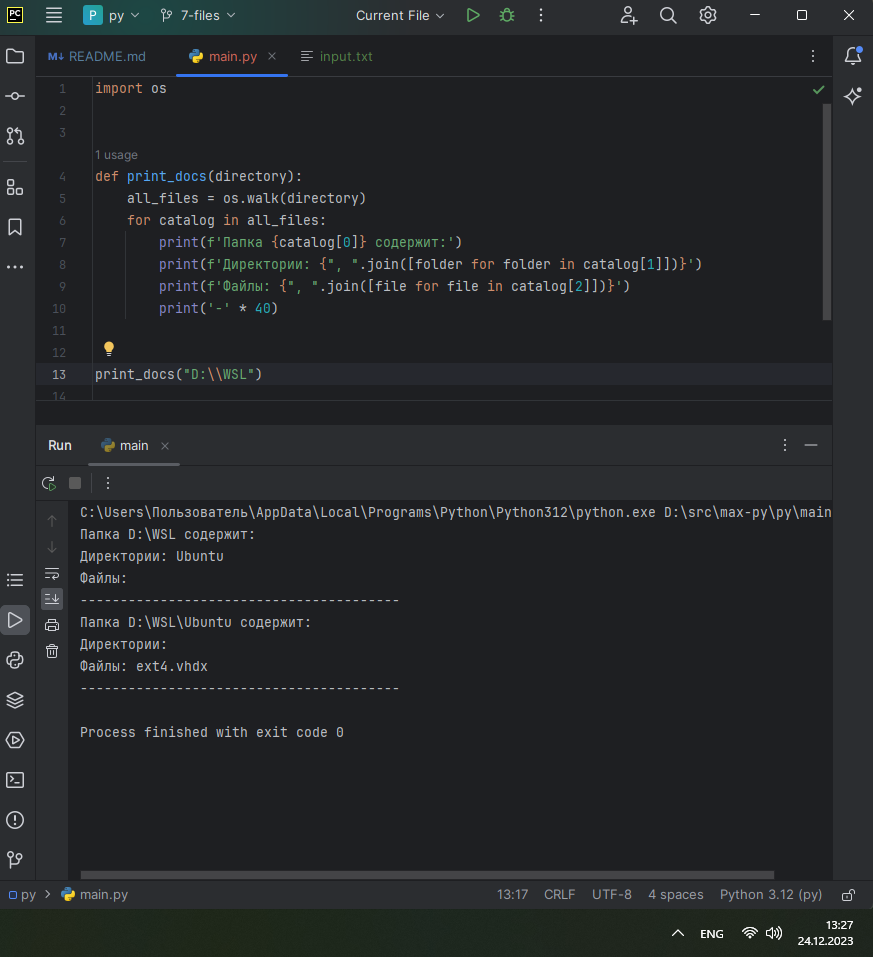 PC P py 7-files Current File
M↓ README.md main.py input.txt
1 import os
2
3
1 usage
4 def print_docs(directory):
5 all_files = os.walk(directory)
6 for catalog in all_files:
7 print(f'Папка {catalog[0]} содержит:')
8 print(f'Директории: {", ".join([folder for folder in catalog[1]])}')
9 print(f'Файлы: {", ".join([file for file in catalog[2]])}')
10 print('-' * 40)
11
12
13 print_docs("D:\\WSL")
14
Run main
C:\Users\Пользователь\AppData\Local\Programs\Python\Python312\python.exe D:\src\max-py\py\main
Папка D:\WSL содержит:
Директории: Ubuntu
Файлы:
----------------------------------------
Папка D:\WSL\Ubuntu содержит:
Директории:
Файлы: ext4.vhdx
----------------------------------------
Process finished with exit code 0
py > main.py 13:17 CRLF UTF-8 4 spaces Python 3.12 (py)
ENG 13:27
24.12.2023